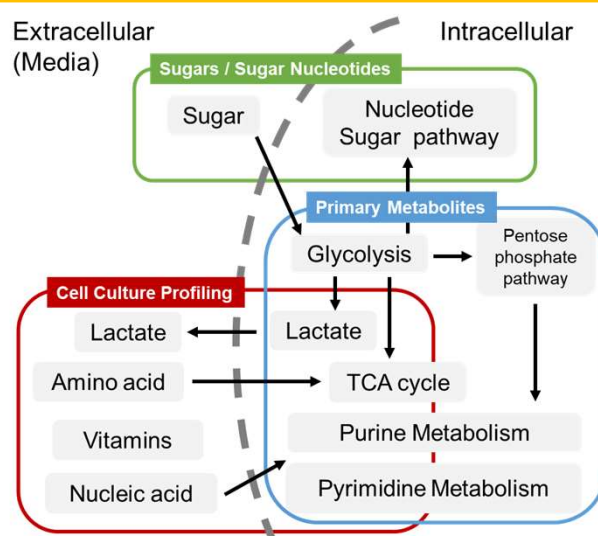 Extracellular
(Media)
Intracellular
Sugars / Sugar Nucleotides
Sugar
Nucleotide
Sugar pathway
Primary Metabolites
Glycolysis
Pentose
phosphate
pathway
Cell Culture Profiling
Lactate
Lactate
Amino acid
TCA cycle
Vitamins
Purine Metabolism
Nucleic acid
Pyrimidine Metabolism